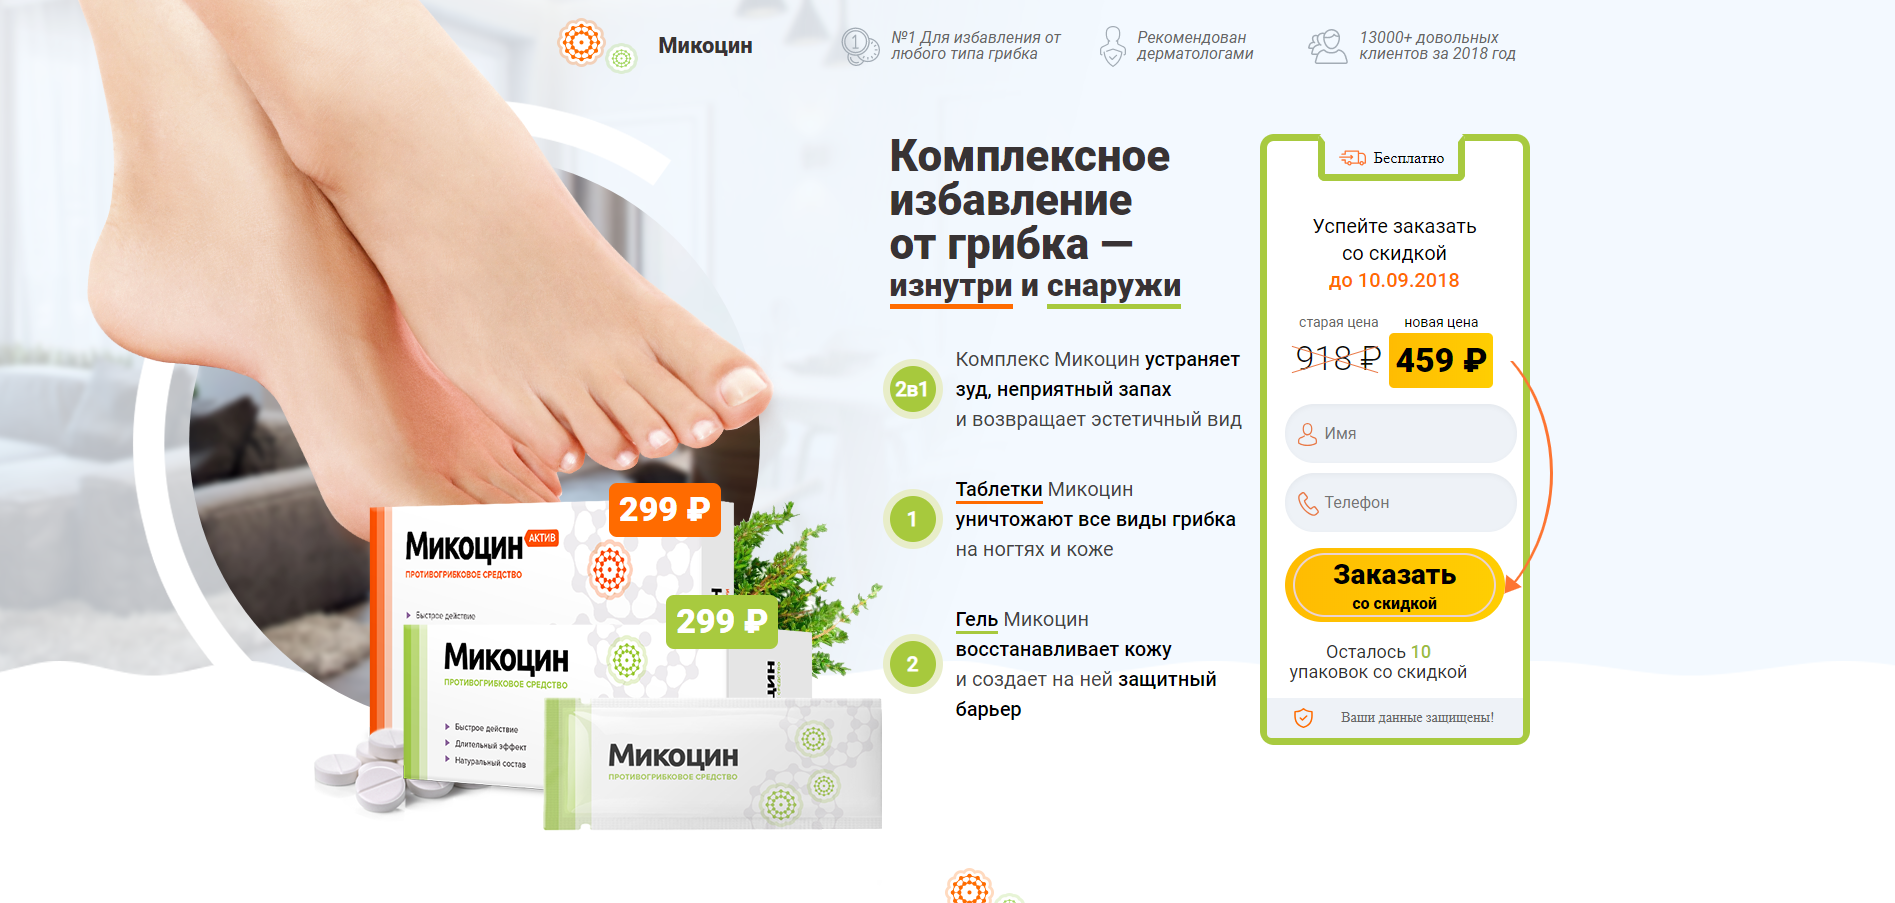 Микоцин
№1 Для избавления от
любого типа грибка
Рекомендован
дерматологами
13000+ довольных
клиентов за 2018 год
Комплексное
избавление
от грибка —
изнутри и снаружи
2в1
Комплекс Микоцин устраняет
зуд, неприятный запах
и возвращает эстетичный вид
1
Таблетки Микоцин
уничтожают все виды грибка
на ногтях и коже
2
Гель Микоцин
восстанавливает кожу
и создает на ней защитный
барьер
Бесплатно
Успейте заказать
со скидкой
до 10.09.2018
старая цена
новая цена
918 ₽
459 ₽
Имя
Телефон
Заказать
со скидкой
Осталось 10
упаковок со скидкой
Ваши данные защищены!
299 ₽
Микоцин АКТИВ
ПРОТИВОГРИБКОВОЕ СРЕДСТВО
Быстрое действие
299 ₽
Микоцин
ПРОТИВОГРИБКОВОЕ СРЕДСТВО
Быстрое действие
Длительный эффект
Натуральный состав
цин
Микоцин
ПРОТИВОГРИБКОВОЕ СРЕДСТВО